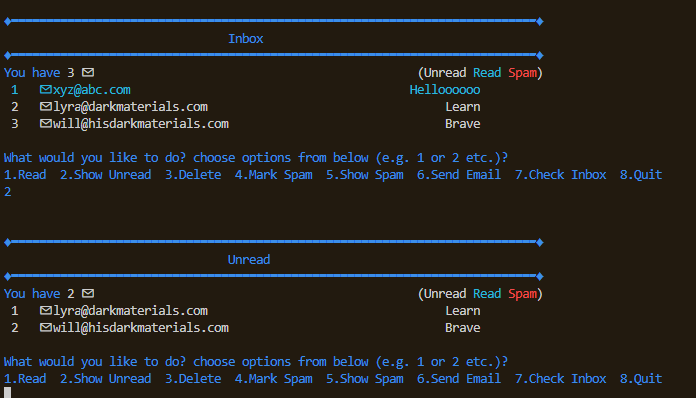 Inbox
You have 3 ✉ (Unread Read Spam)
1 ✉xyz@abc.com Helloooooo
2 ✉lyra@darkmaterials.com Learn
3 ✉will@hisdarkmaterials.com Brave
What would you like to do? choose options from below (e.g. 1 or 2 etc.)?
1.Read 2.Show Unread 3.Delete 4.Mark Spam 5.Show Spam 6.Send Email 7.Check Inbox 8.Quit
2
Unread
You have 2 ✉ (Unread Read Spam)
1 ✉lyra@darkmaterials.com Learn
2 ✉will@hisdarkmaterials.com Brave
What would you like to do? choose options from below (e.g. 1 or 2 etc.)?
1.Read 2.Show Unread 3.Delete 4.Mark Spam 5.Show Spam 6.Send Email 7.Check Inbox 8.Quit